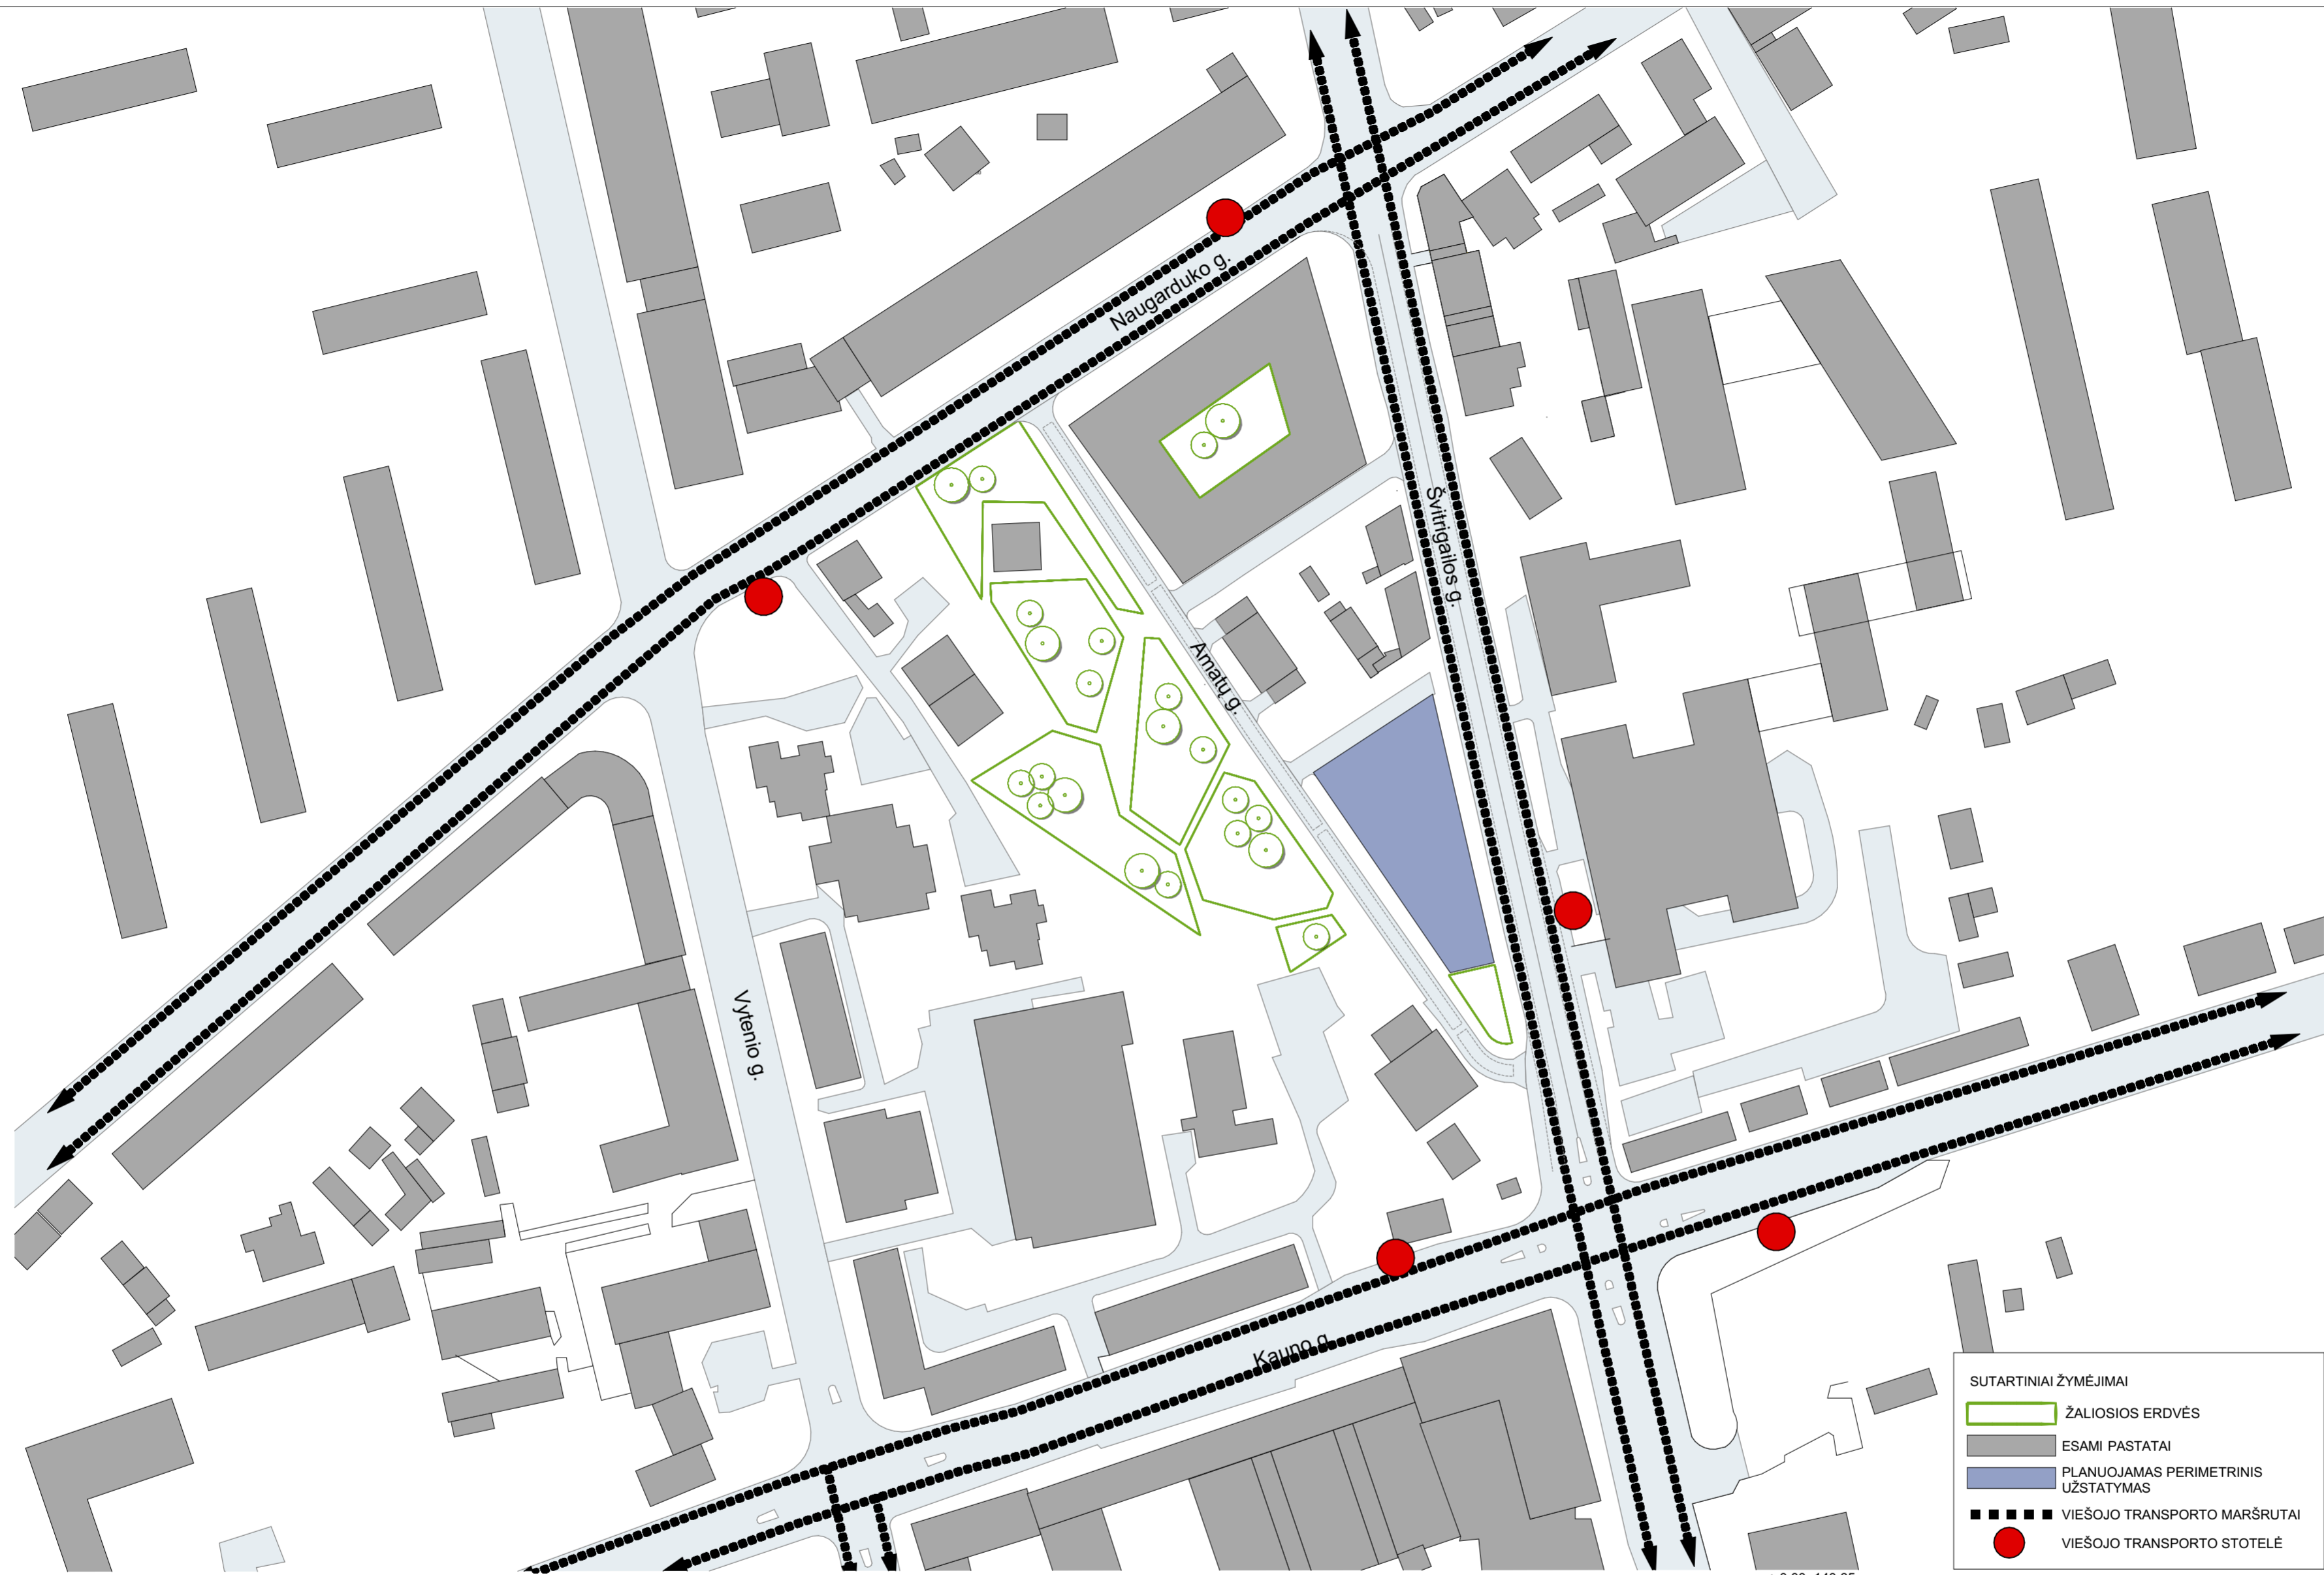 Naugarduko g.
Švitrigailos g.
Amatų g.
Vytenio g.
Kauno g.
SUTARTINIAI ŽYMĖJIMAI
ŽALIOSIOS ERDVĖS
ESAMI PASTATAI
PLANUOJAMAS PERIMETRINIS
UŽSTATYMAS
VIEŠOJO TRANSPORTO MARŠRUTAI
VIEŠOJO TRANSPORTO STOTELĖ